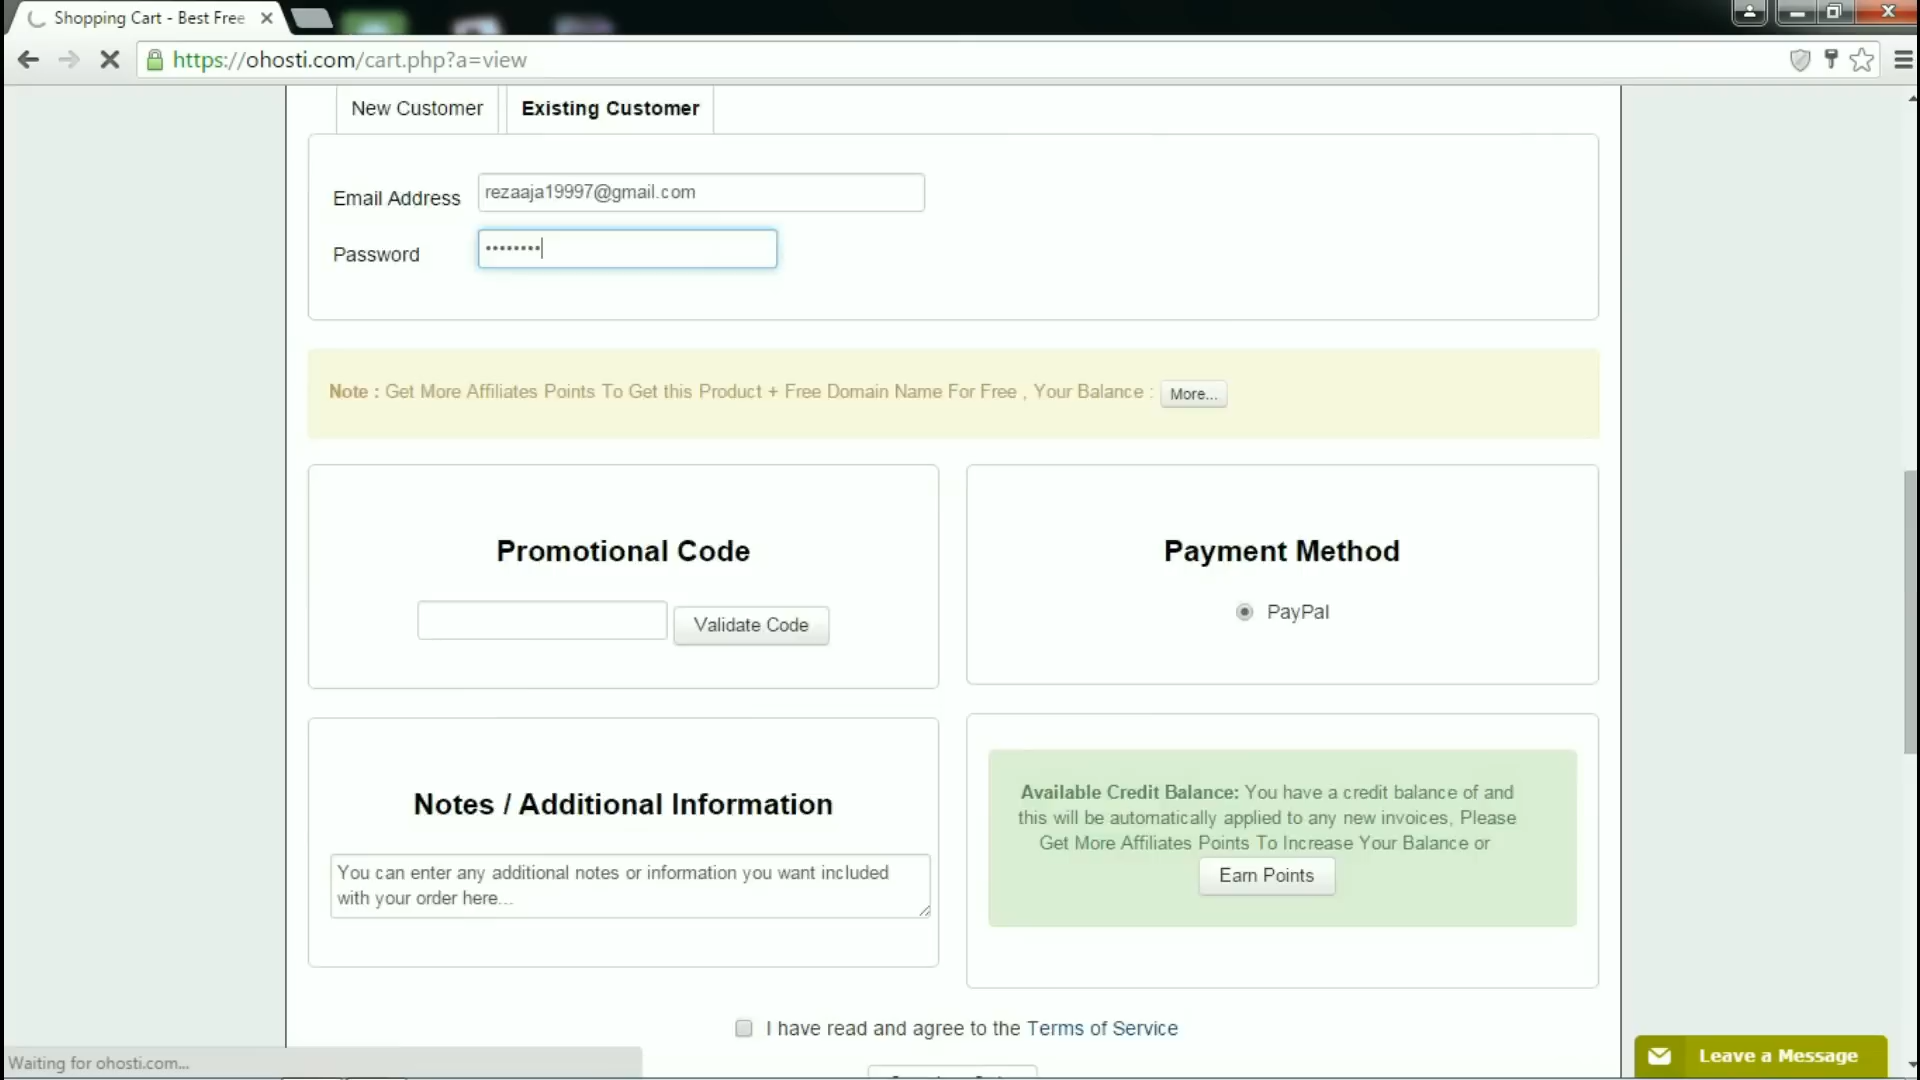 Shopping Cart - Best Free
https://ohosti.com/cart.php?a=view
New Customer
Existing Customer
Email Address
rezaaja19997@gmail.com
Password
••••••••
Note : Get More Affiliates Points To Get this Product + Free Domain Name For Free , Your Balance :
More...
Promotional Code
Validate Code
Payment Method
PayPal
Notes / Additional Information
You can enter any additional notes or information you want included
with your order here...
Available Credit Balance: You have a credit balance of and
this will be automatically applied to any new invoices, Please
Get More Affiliates Points To Increase Your Balance or
Earn Points
I have read and agree to the Terms of Service
Waiting for ohosti.com...
Leave a Message